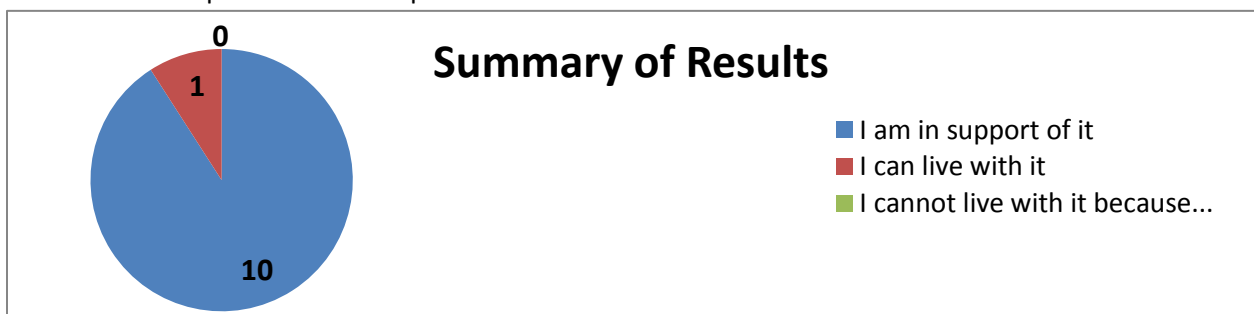 0
Summary of Results
1
I am in support of it
I can live with it
I cannot live with it because...
10